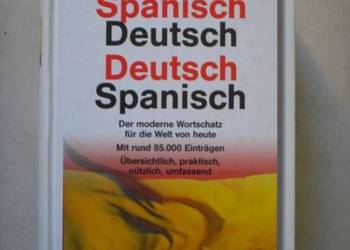 Spanisch
Deutsch
Deutsch
Spanisch
Der moderne Wortschatz
für die Welt von heute
Mit rund 85.000 Einträgen
Übersichtlich, praktisch,
nützlich, umfassend